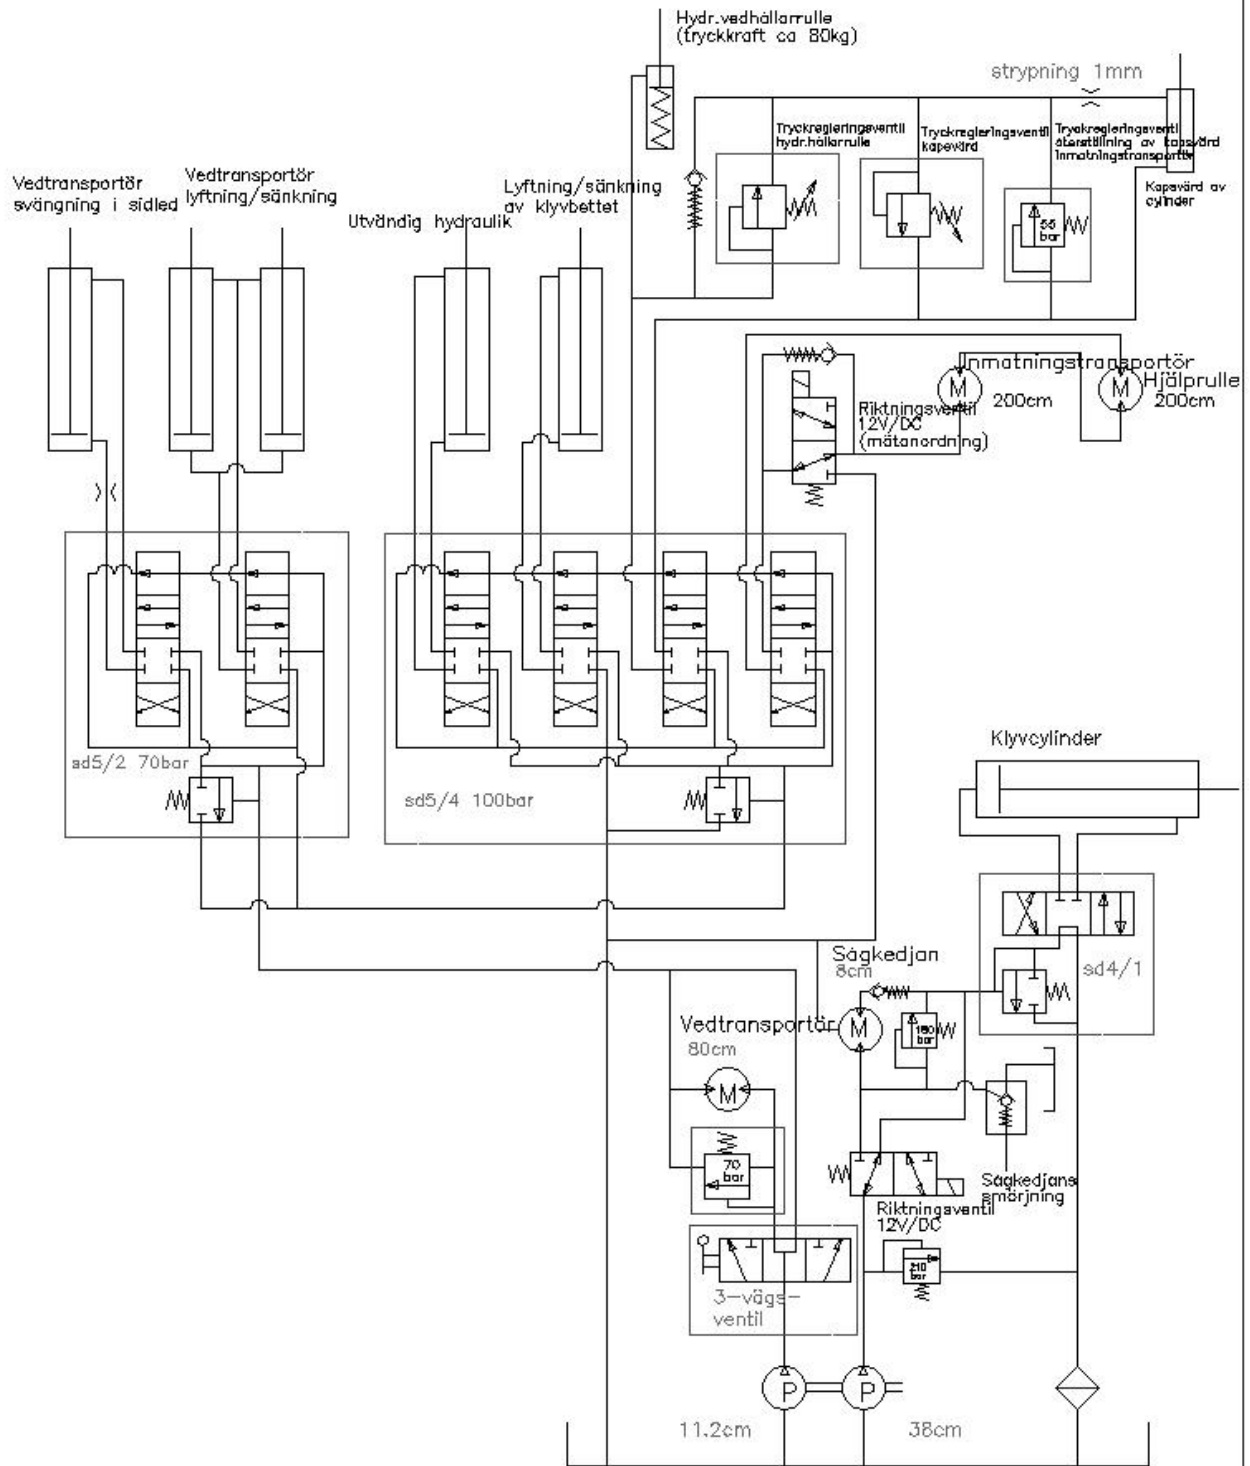 Hydr.vedhållarrulle
(tryckkraft ca 80kg)
strypning 1mm
Tryckregleringsventil
hydr.hållarrulle
Tryckregleringsventil
kapsvärd
Tryckregleringsventil
återställning av kapsvärd
inmatningstransportör
Kapsvärd av
cylinder
Vedtransportör
svängning i sidled
Vedtransportör
lyftning/sänkning
Utvändig hydraulik
Lyftning/sänkning
av klyvbettet
55
bar
Inmatningstransportör
M
200cm
M
Hjälprulle
200cm
Riktningsventil
12V/DC
(mätanordning)
sd5/2 70bar
sd5/4 100bar
Klyvcylinder
sd4/1
Sågkedjan
8cm
M
180
bar
Vedtransportör
80cm
M
70
bar
Sågkedjans
smörjning
Riktningsventil
12V/DC
210
bar
3-vägs-
ventil
P
P
11.2cm
38cm